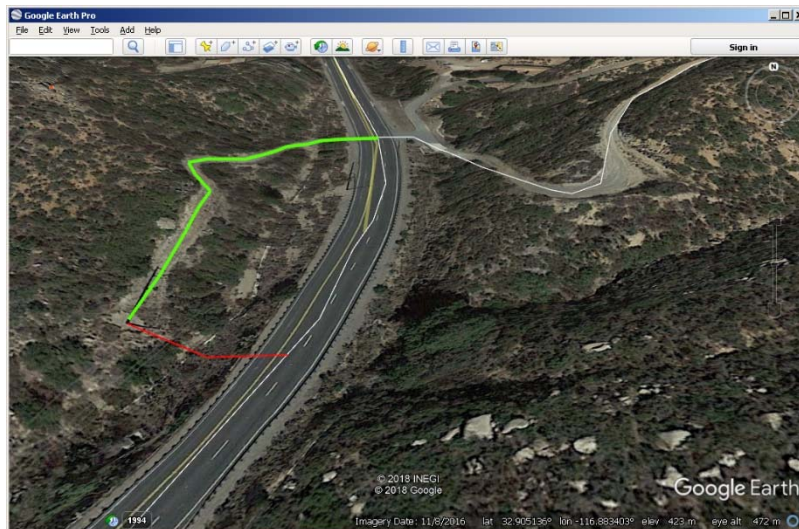 Google Earth Pro
File Edit View Tools Add Help
Sign in
N
© 2018 INEGI
© 2018 Google
Google Earth
1994
Imagery Date: 11/8/2016 lat 32.905136° lon -116.883403° elev 423 m eye alt 472 m